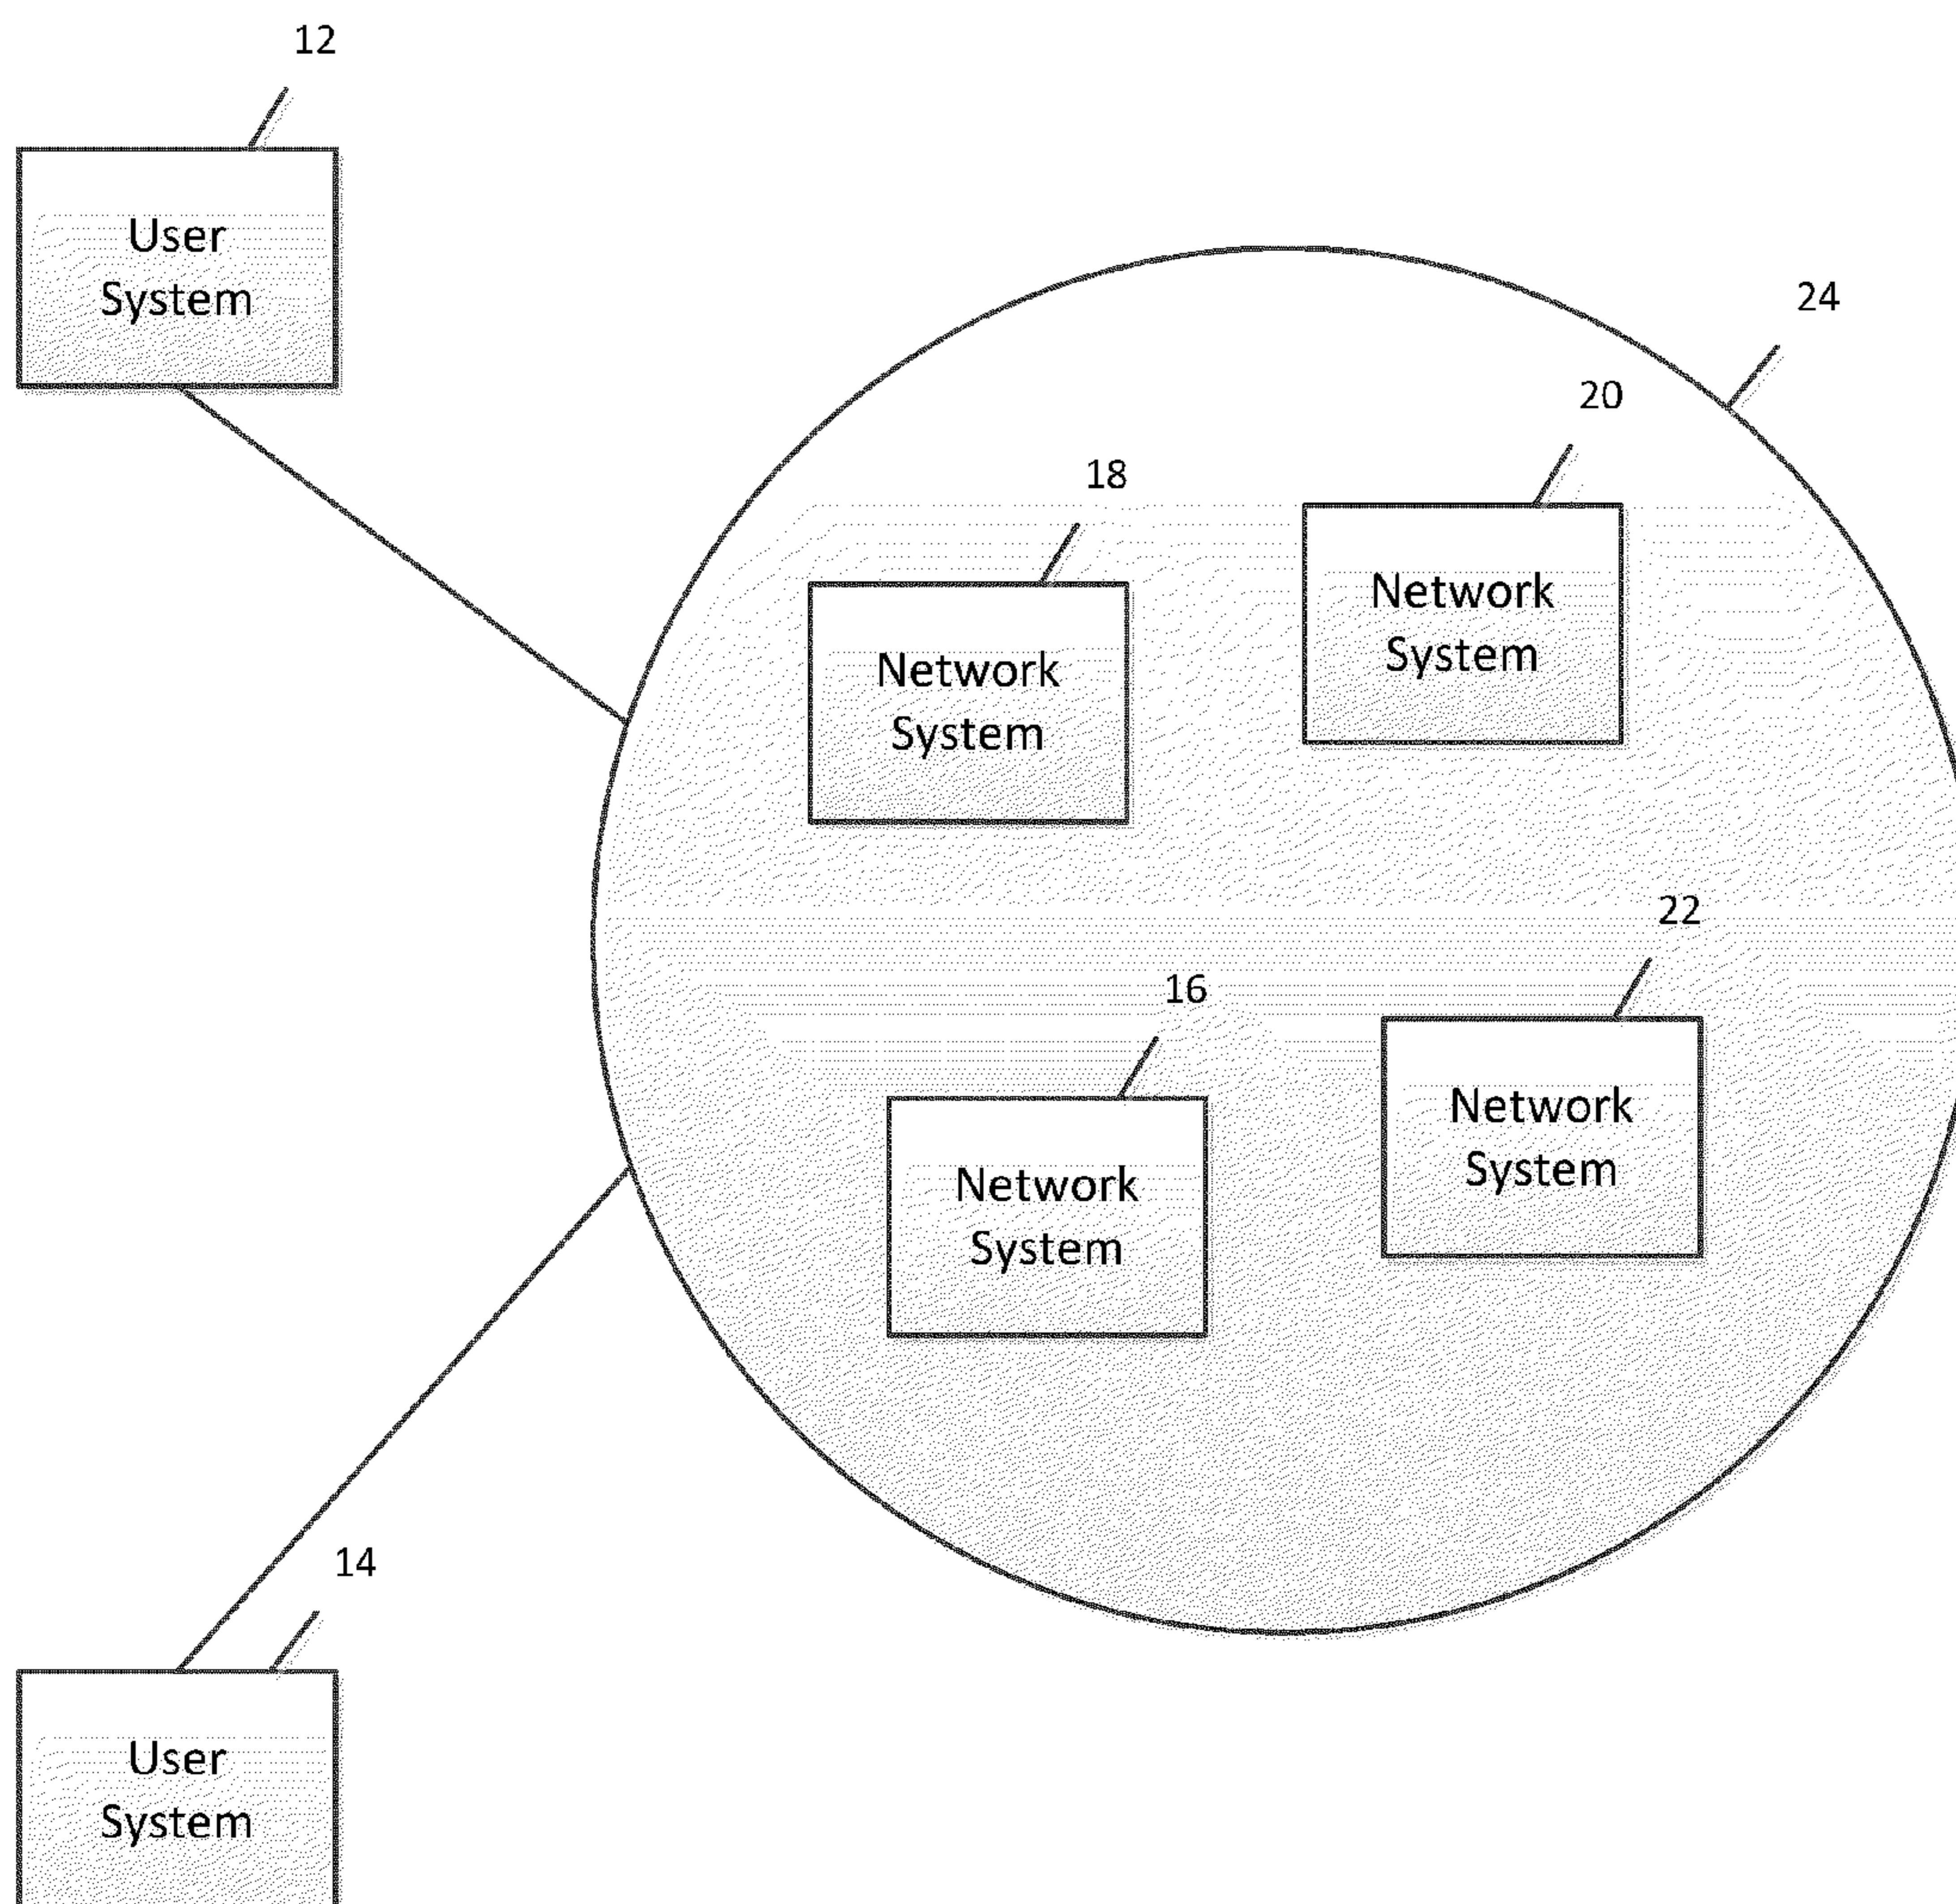 12
User
System
24
20
18
Network
System
Network
System
22
16
Network
System
Network
System
14
User
System